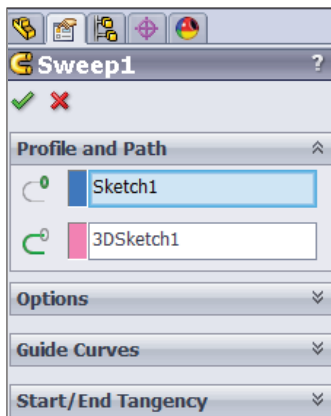 Sweep1 ?
Profile and Path
Sketch1
3DSketch1
Options
Guide Curves
Start/End Tangency